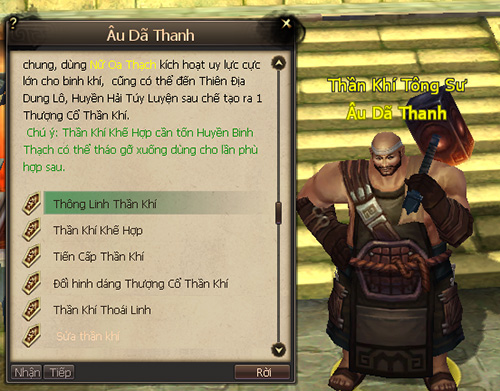 ?
Âu Dã Thanh
chung, dùng Nữ Oa Thạch kích hoạt uy lực cực
lớn cho binh khí, cũng có thể đến Thiên Địa
Dung Lô, Huyền Hải Túy Luyện sau chế tạo ra 1
Thượng Cổ Thần Khí.
Chú ý: Thần Khí Khế Hợp cần tốn Huyền Binh
Thạch có thể tháo gỡ xuống dùng cho lần phù
hợp sau.
Thông Linh Thần Khí
Thần Khí Khế Hợp
Tiến Cấp Thần Khí
Đổi hình dáng Thượng Cổ Thần Khí
Thần Khí Thoái Linh
Sửa thần khí
Nhận Tiếp Rời
Thần Khí Tông Sư
Âu Dã Thanh